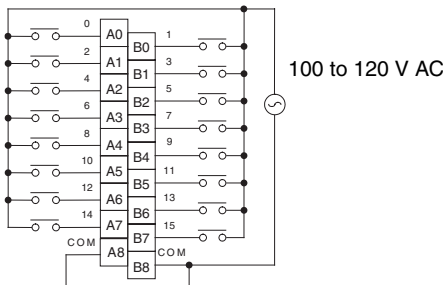 0 A0 1
B0
2 A1 3
B1
4 A2 5
B2
6 A3 7
B3
8 A4 9
B4
10 A5 11
B5
12 A6 13
B6
14 A7 15
B7
COM A8 COM
B8
100 to 120 V AC